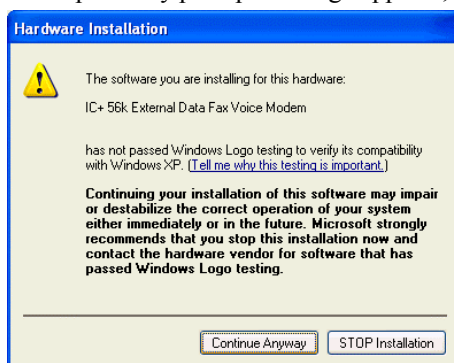 Hardware Installation
The software you are installing for this hardware:
IC+ 56k External Data Fax Voice Modem
has not passed Windows Logo testing to verify its compatibility
with Windows XP. (Tell me why this testing is important.)
Continuing your installation of this software may impair
or destabilize the correct operation of your system
either immediately or in the future. Microsoft strongly
recommends that you stop this installation now and
contact the hardware vendor for software that has
passed Windows Logo testing.
Continue Anyway STOP Installation